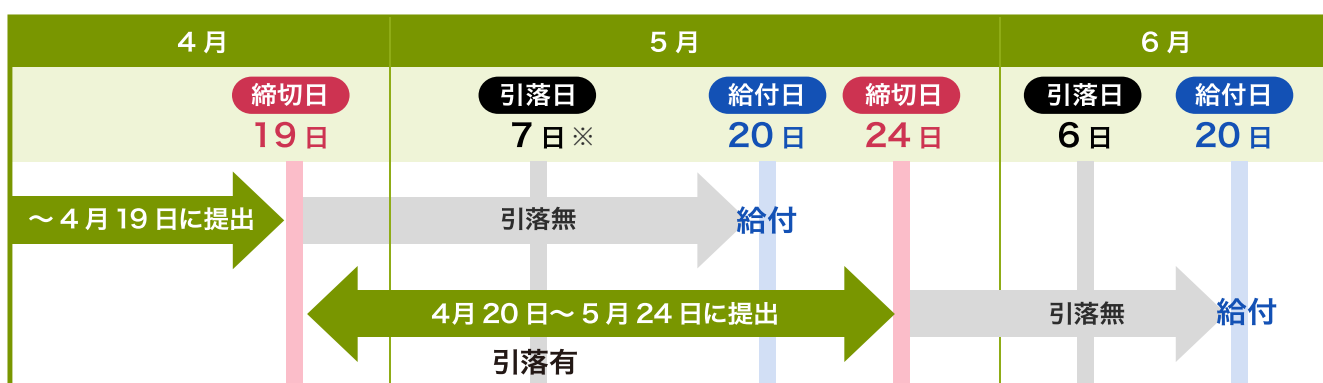 4月 5月 6月
締切日 引落日 給付日 締切日 引落日 給付日
19日 7日※ 20日 24日 6日 20日
～4月19日に提出 引落無 給付
4月20日～5月24日に提出 引落無 給付
引落有